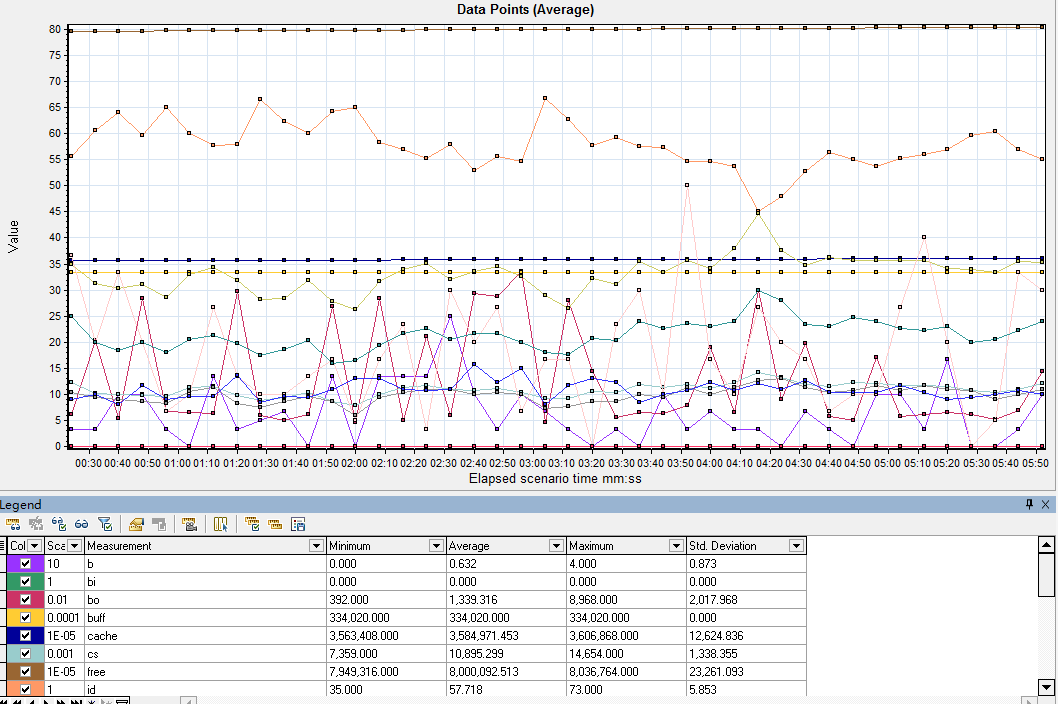 Data Points (Average)
80
75
70
65
60
55
50
45
40
35
30
25
20
15
10
5
0
Value
00:30 00:40 00:50 01:00 01:10 01:20 01:30 01:40 01:50 02:00 02:10 02:20 02:30 02:40 02:50 03:00 03:10 03:20 03:30 03:40 03:50 04:00 04:10 04:20 04:30 04:40 04:50 05:00 05:10 05:20 05:30 05:40 05:50
Elapsed scenario time mm:ss
Legend
Col Sca Measurement Minimum Average Maximum Std. Deviation
10 b 0.000 0.632 4.000 0.873
1 bi 0.000 0.000 0.000 0.000
0.01 bo 392.000 1,339.316 8,968.000 2,017.968
0.0001 buff 334,020.000 334,020.000 334,020.000 0.000
1E-05 cache 3,563,408.000 3,584,971.453 3,606,868.000 12,624.836
0.001 cs 7,359.000 10,895.299 14,654.000 1,338.355
1E-05 free 7,949,316.000 8,000,092.513 8,036,764.000 23,261.093
1 id 35.000 57.718 73.000 5.853